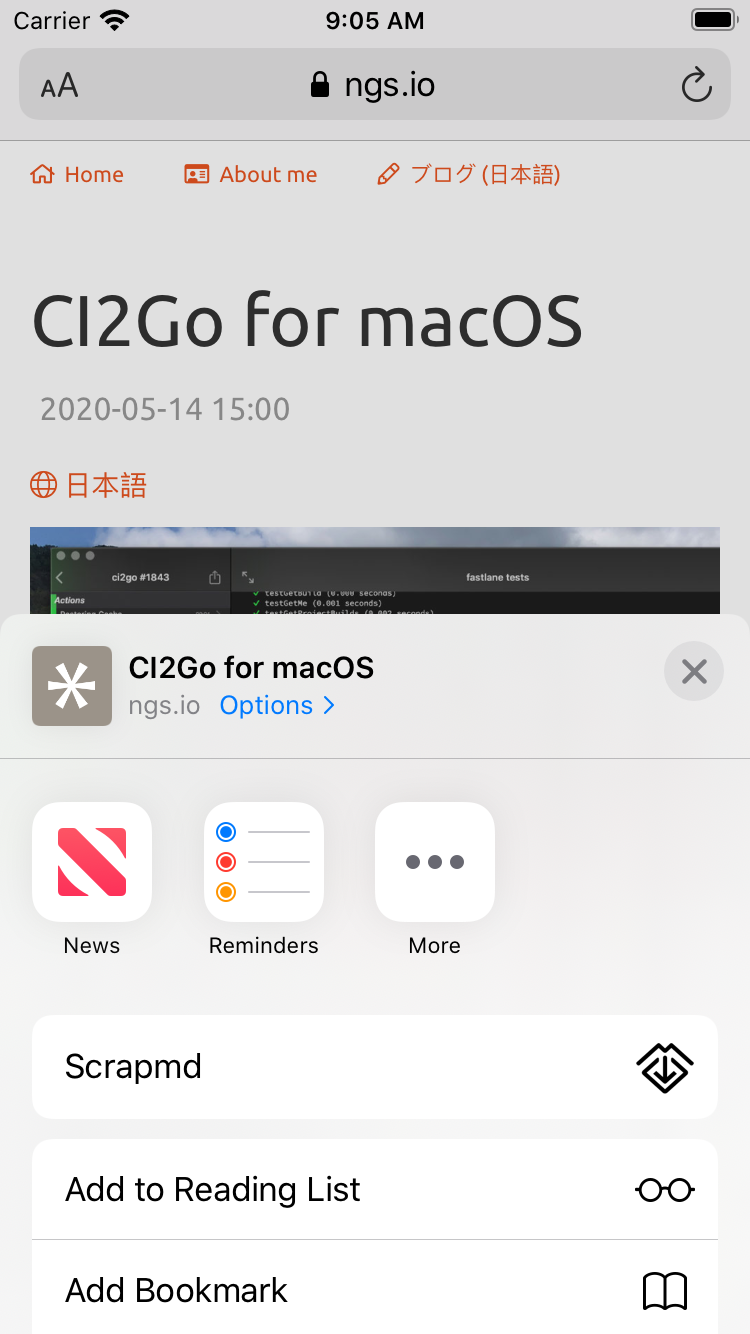 Carrier 9:05 AM
AA ngs.io
Home About me ブログ (日本語)
CI2Go for macOS
2020-05-14 15:00
日本語
ci2go #1843 fastlane tests
Actions
✓ testGetBuild (0.000 seconds)
✓ testGetMe (0.001 seconds)
CI2Go for macOS
ngs.io Options >
News Reminders More
Scrapmd
Add to Reading List
Add Bookmark